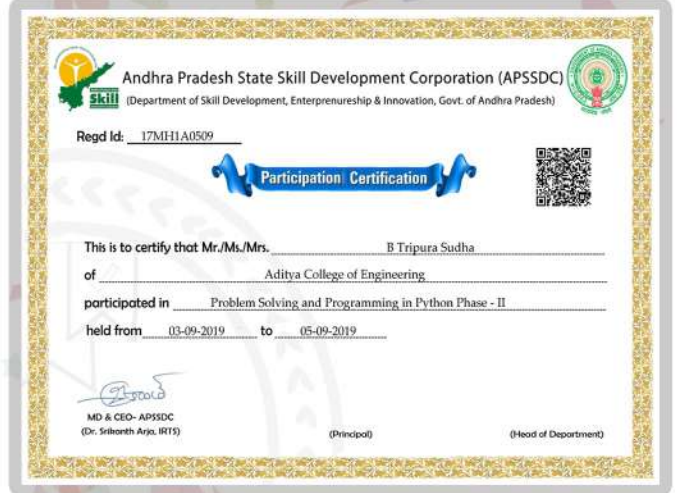 Andhra Pradesh State Skill Development Corporation (APSSDC)
Skill
(Department of Skill Development, Enterprenureship & Innovation, Govt. of Andhra Pradesh)
Regd Id: 17MH1A0509
Participation Certification
This is to certify that Mr./Ms./Mrs. B Tripura Sudha
of Aditya College of Engineering
participated in Problem Solving and Programming in Python Phase - II
held from 03-09-2019 to 05-09-2019
MD & CEO- APSSDC
(Dr. Srikanth Arja, IRTS)
(Principal)
(Head of Department)